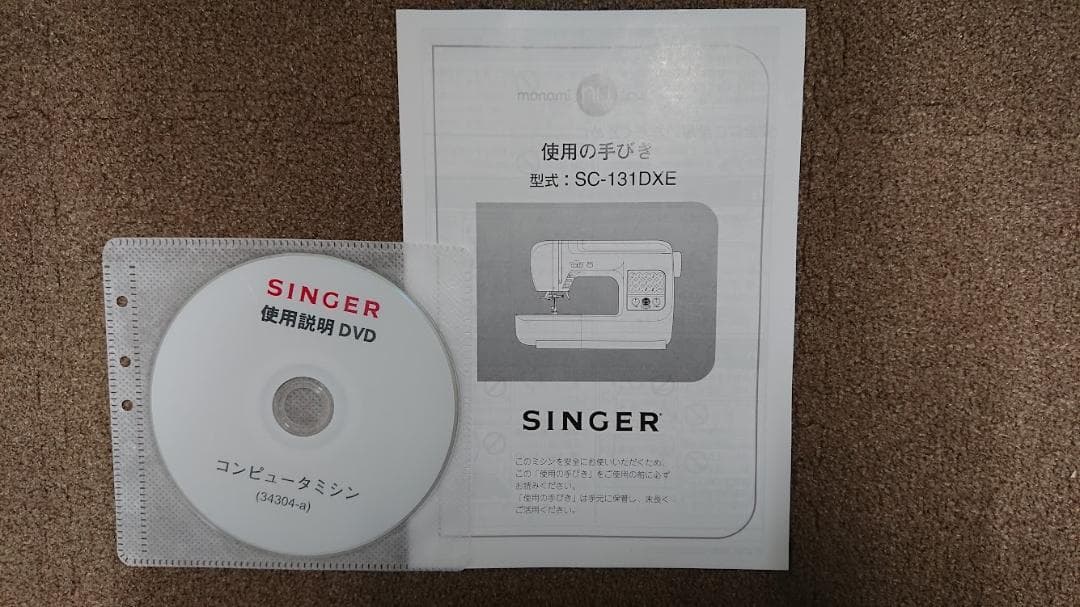 SINGER
使用説明 DVD
コンピュータミシン
(34304-a)
monami nu
使用の手びき
型式：SC-131DXE
SINGER
このミシンを安全にお使いいただくため、
この「使用の手びき」をご使用の前に必ず
お読みください。
「使用の手びき」は手元に保管し、末長く
ご活用ください。